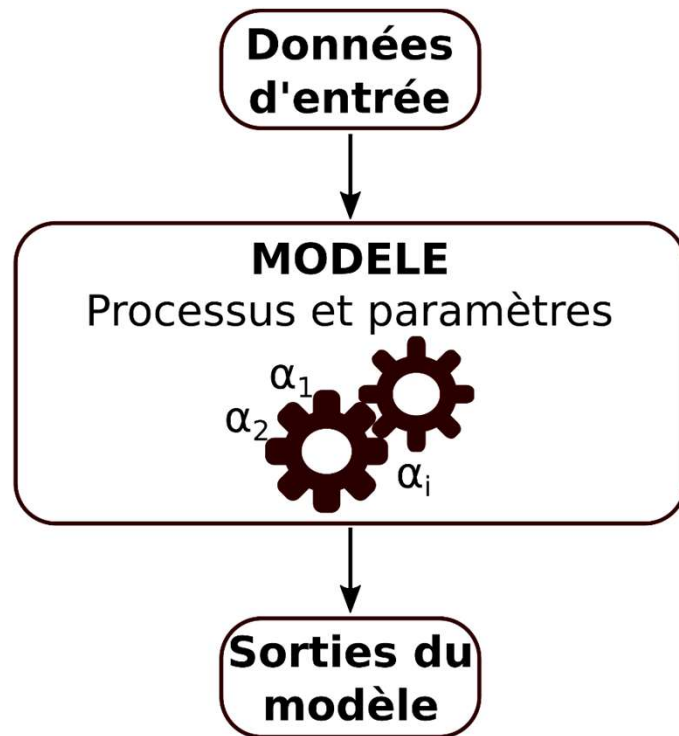 Données
d'entrée
MODELE
Processus et paramètres
α₁
α₂
αᵢ
Sorties du
modèle